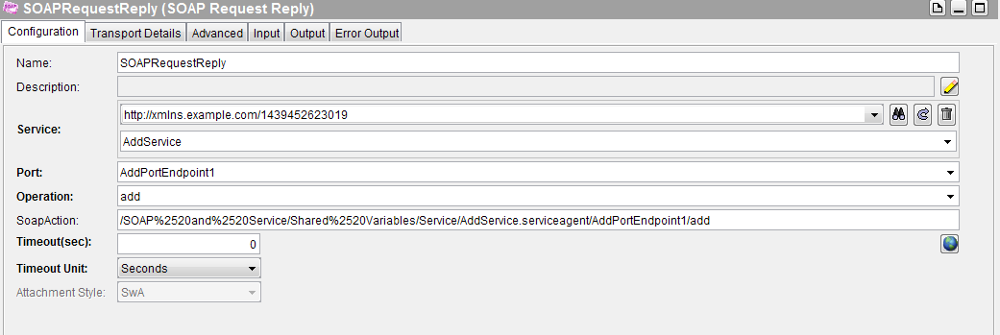 SOAPRequestReply (SOAP Request Reply)
Configuration Transport Details Advanced Input Output Error Output
Name: SOAPRequestReply
Description:
http://xmlns.example.com/1439452623019
Service:
AddService
Port: AddPortEndpoint1
Operation: add
SoapAction: /SOAP%2520and%2520Service/Shared%2520Variables/Service/AddService.serviceagent/AddPortEndpoint1/add
Timeout(sec): 0
Timeout Unit: Seconds
Attachment Style: SwA